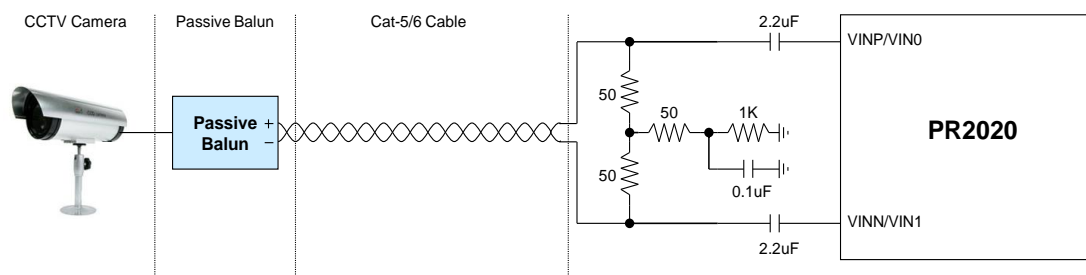 CCTV Camera
Passive Balun
Cat-5/6 Cable
2.2uF
VINP/VIN0
50
50
1K
Passive
Balun
+
−
PR2020
50
0.1uF
VINN/VIN1
2.2uF